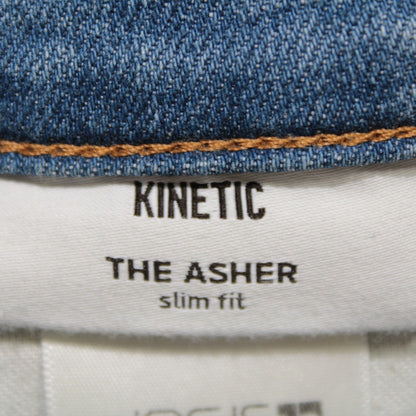 KINETIC
THE ASHER
slim fit